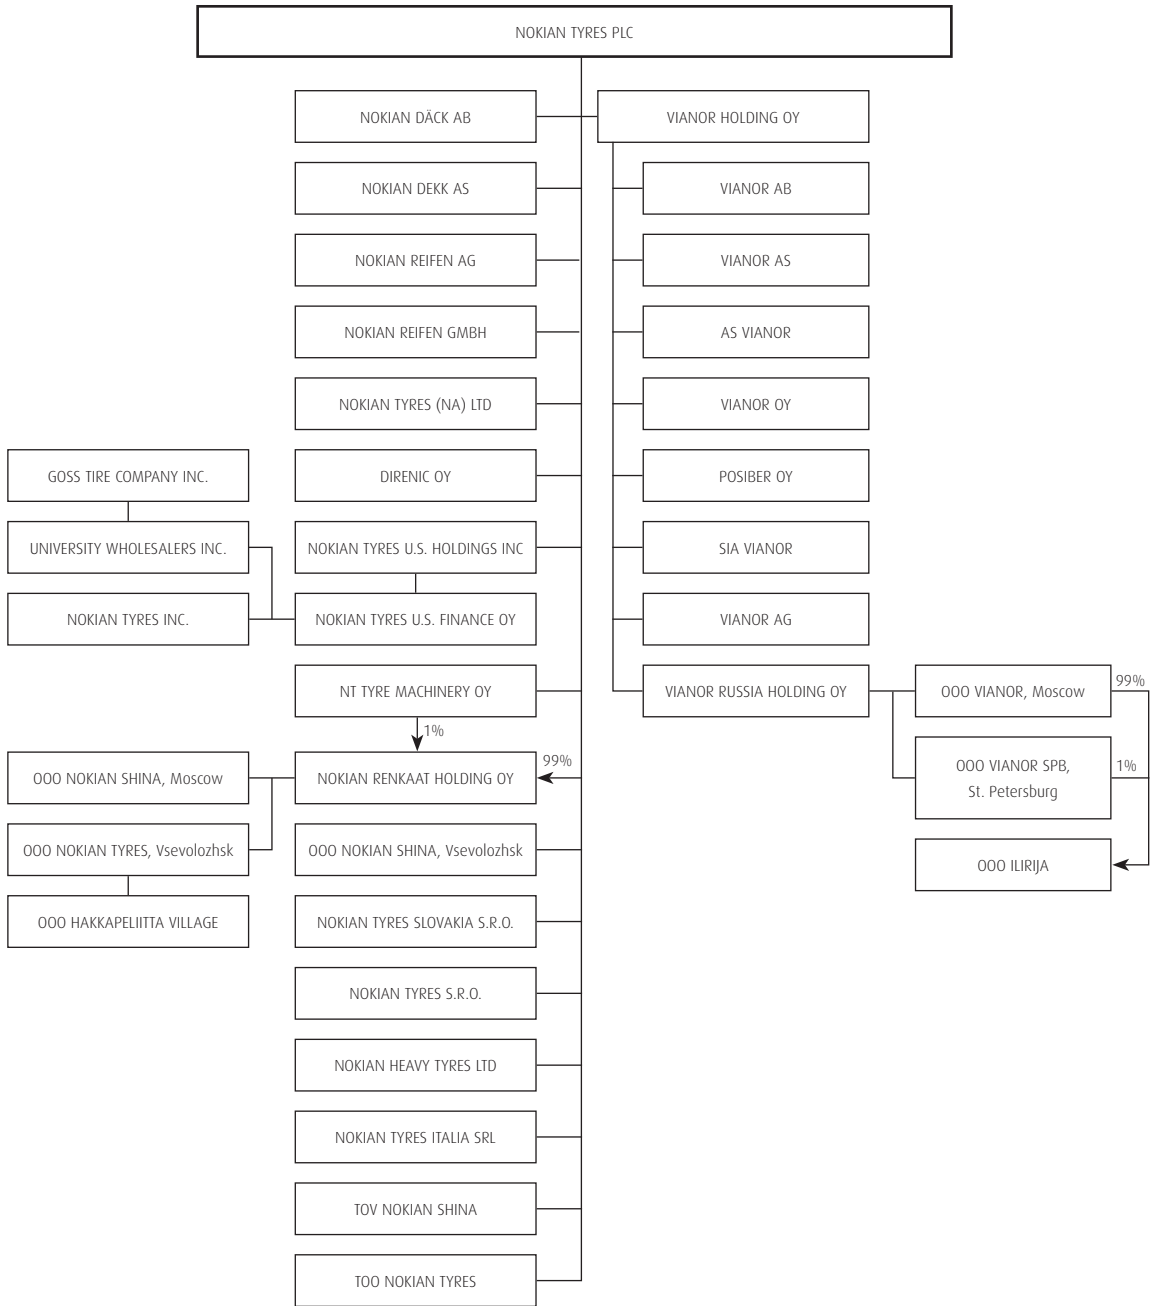 NOKIAN TYRES PLC
NOKIAN DÄCK AB
VIANOR HOLDING OY
NOKIAN DEKK AS
VIANOR AB
NOKIAN REIFEN AG
VIANOR AS
NOKIAN REIFEN GMBH
AS VIANOR
NOKIAN TYRES (NA) LTD
VIANOR OY
GOSS TIRE COMPANY INC.
DIRENIC OY
POSIBER OY
UNIVERSITY WHOLESALERS INC.
NOKIAN TYRES U.S. HOLDINGS INC
SIA VIANOR
NOKIAN TYRES INC.
NOKIAN TYRES U.S. FINANCE OY
VIANOR AG
NT TYRE MACHINERY OY
VIANOR RUSSIA HOLDING OY
OOO VIANOR, Moscow
99%
1%
OOO NOKIAN SHINA, Moscow
NOKIAN RENKAAT HOLDING OY
99%
OOO VIANOR SPB,
St. Petersburg
1%
OOO NOKIAN TYRES, Vsevolozhsk
OOO NOKIAN SHINA, Vsevolozhsk
OOO ILIRIJA
OOO HAKKAPELIITTA VILLAGE
NOKIAN TYRES SLOVAKIA S.R.O.
NOKIAN TYRES S.R.O.
NOKIAN HEAVY TYRES LTD
NOKIAN TYRES ITALIA SRL
TOV NOKIAN SHINA
TOO NOKIAN TYRES